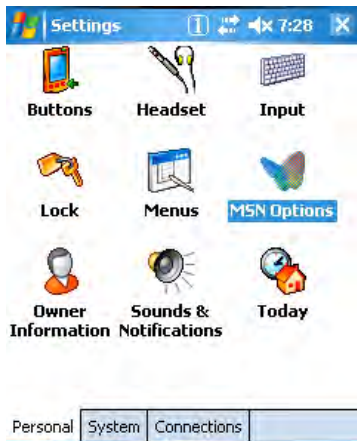 Settings 7:28
Buttons Headset Input
Lock Menus MSN Options
Owner Sounds & Today
Information Notifications
Personal System Connections